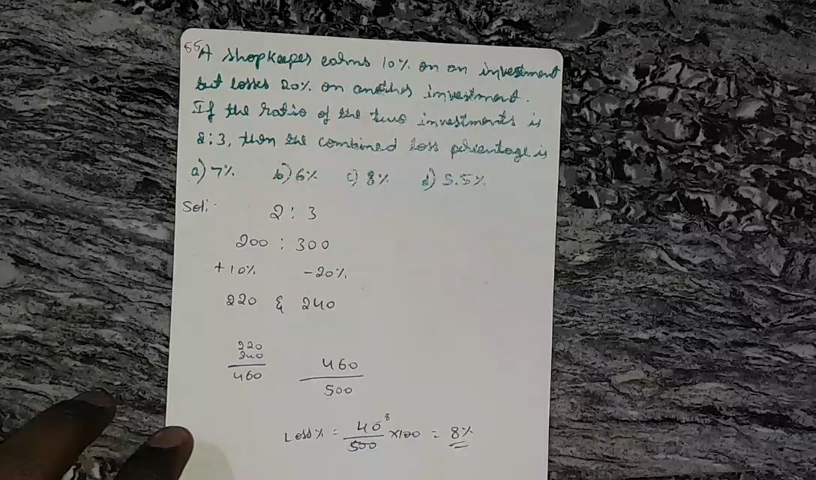 55 A shopkeeper earns 10% on an investment
but losses 20% on another investment.
If the ratio of the two investments is
2:3, then the combined loss percentage is
a) 7% b) 6% c) 8% d) 5.5%
Sol:- 2 : 3
200 : 300
+10% -20%
220 & 240
220
240
460
460
500
Loss% = 40 8 / 500 ×100 = 8%